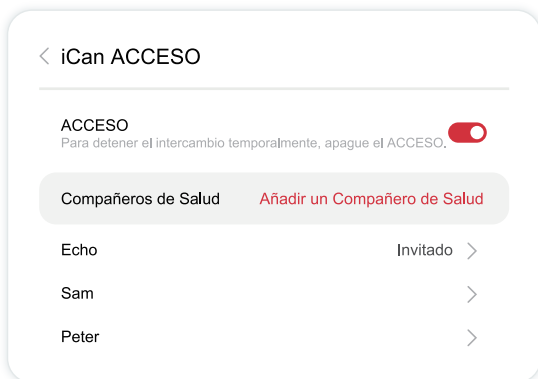 iCan ACCESO
ACCESO
Para detener el intercambio temporalmente, apague el ACCESO.
Compañeros de Salud Añadir un Compañero de Salud
Echo Invitado
Sam
Peter